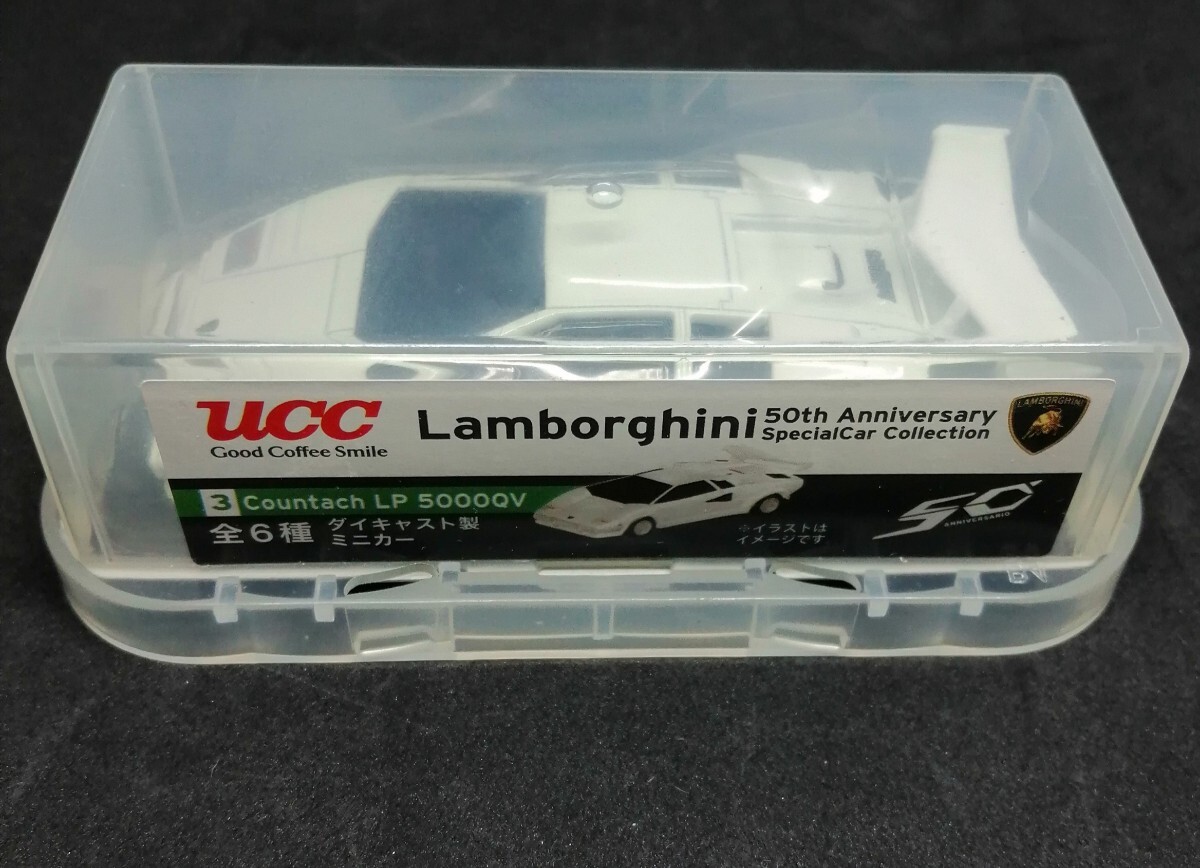 ucc
Good Coffee Smile
Lamborghini
50th Anniversary
SpecialCar Collection
LAMBORGHINI
3 Countach LP 5000QV
全6種
ダイキャスト製
ミニカー
※イラストは
イメージです
50
ANNIVERSARIO